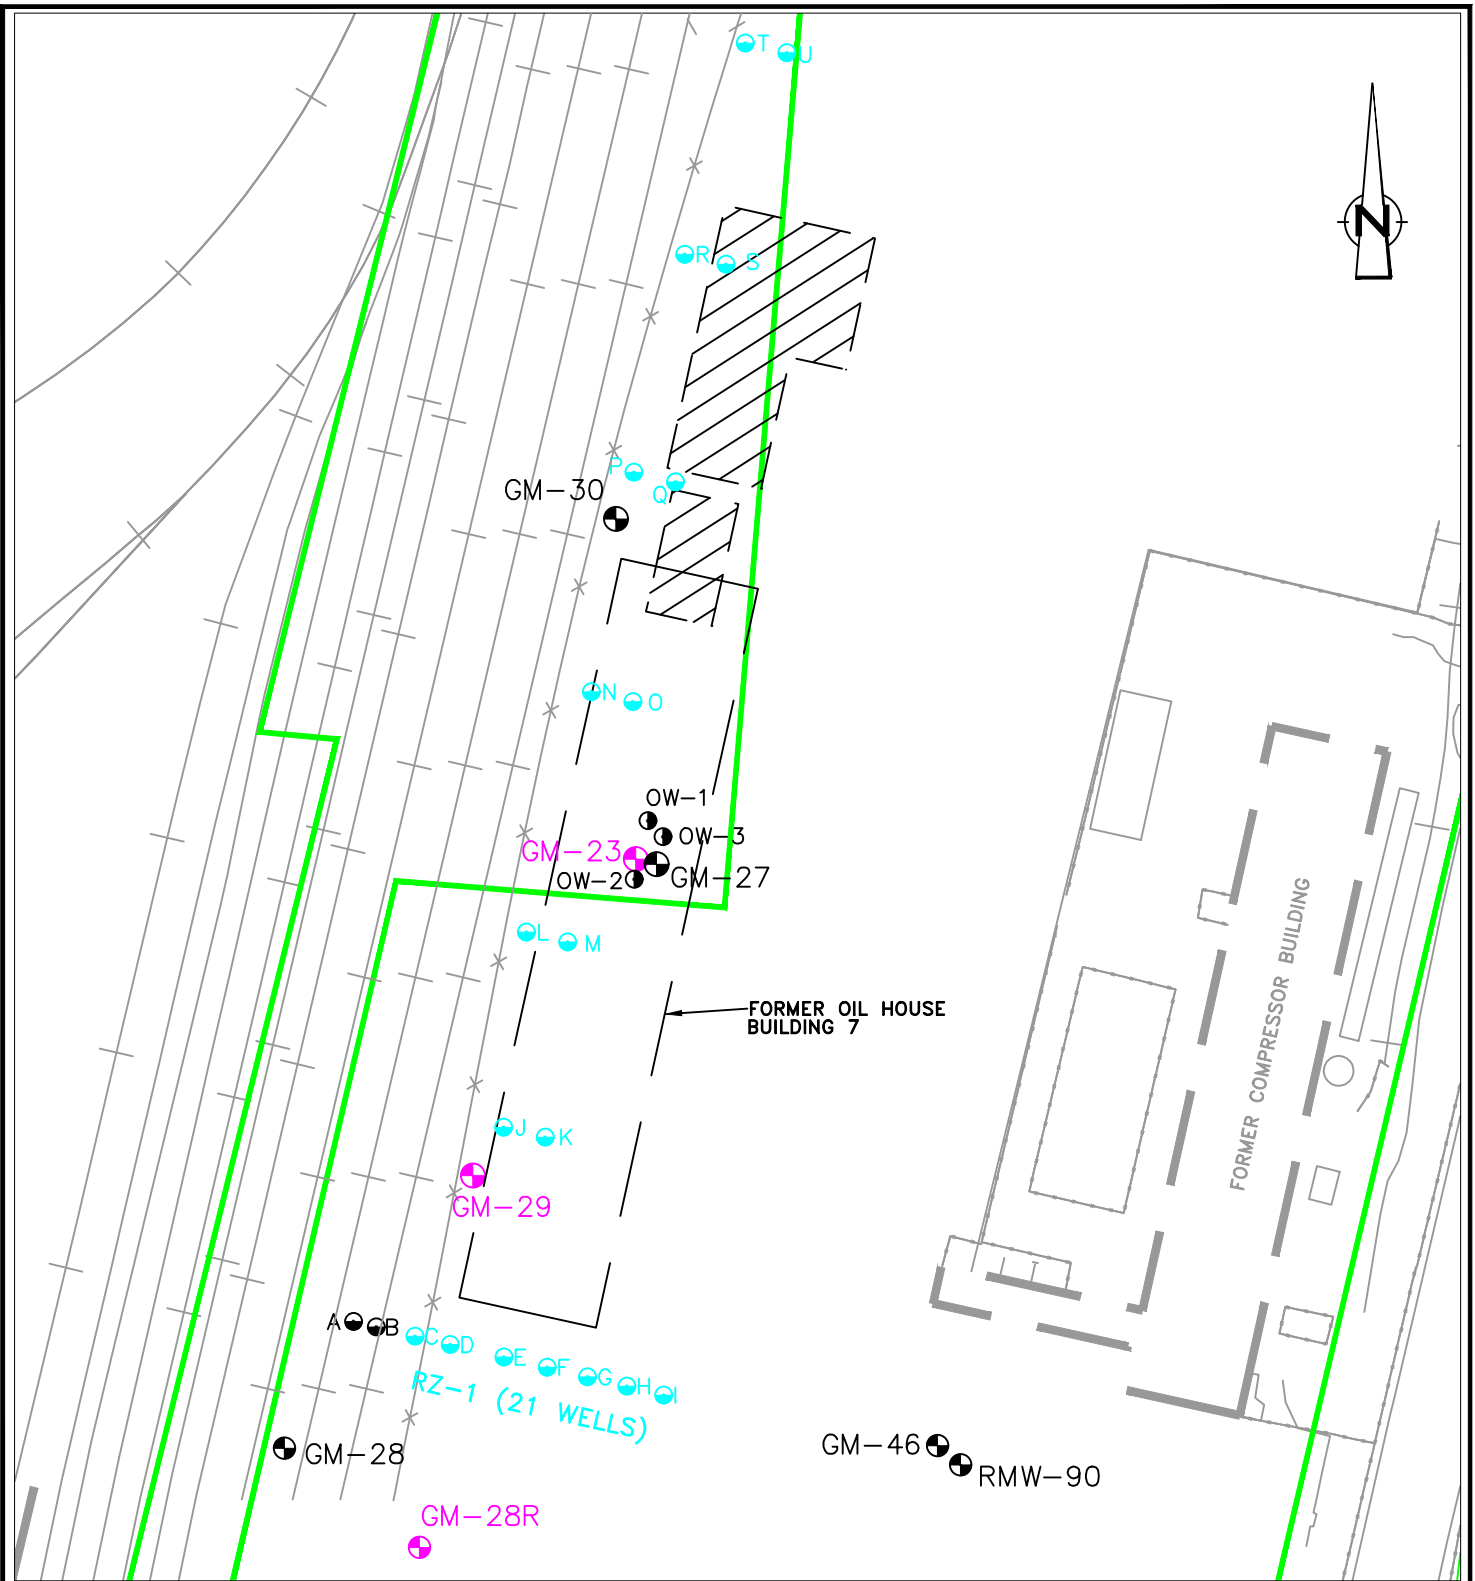 T
U
N
R
S
P
Q
GM-30
N
O
OW-1
OW-3
GM-23
GM-27
OW-2
L
M
FORMER OIL HOUSE
BUILDING 7
FORMER COMPRESSOR BUILDING
J
K
GM-29
A
B
C
D
E
F
G
H
I
RZ-1 (21 WELLS)
GM-28
GM-46
RMW-90
GM-28R